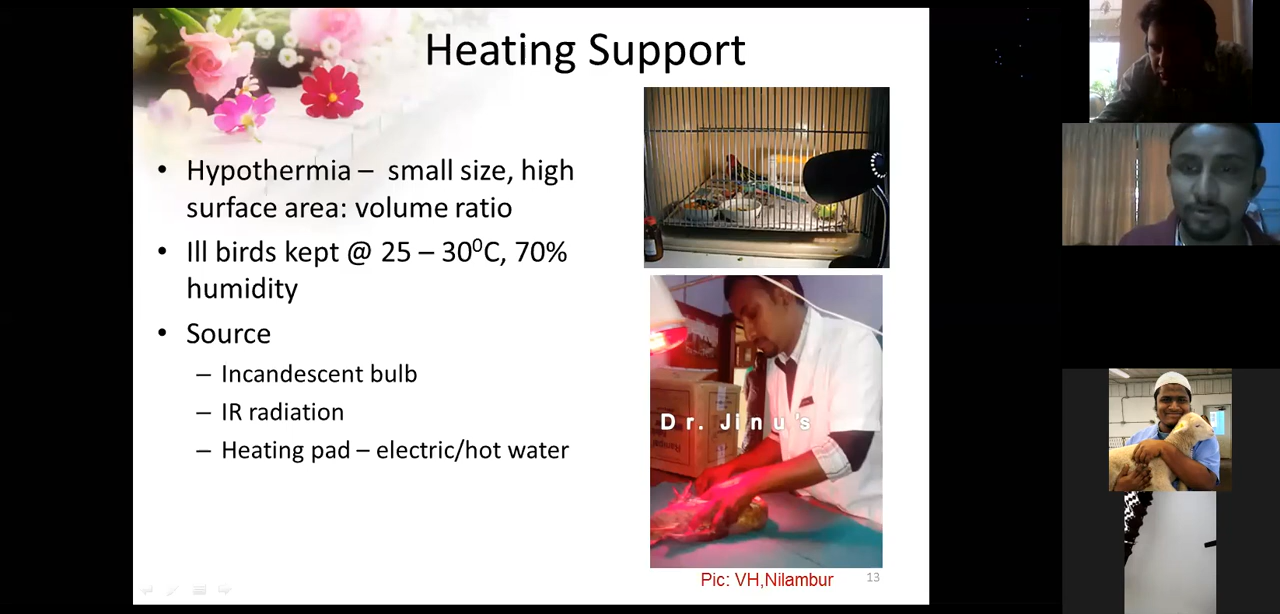 Heating Support
• Hypothermia – small size, high
surface area: volume ratio
• Ill birds kept @ 25 – 30⁰C, 70%
humidity
• Source
– Incandescent bulb
– IR radiation
– Heating pad – electric/hot water
Dr. Jinu's
Pic: VH,Nilambur
13